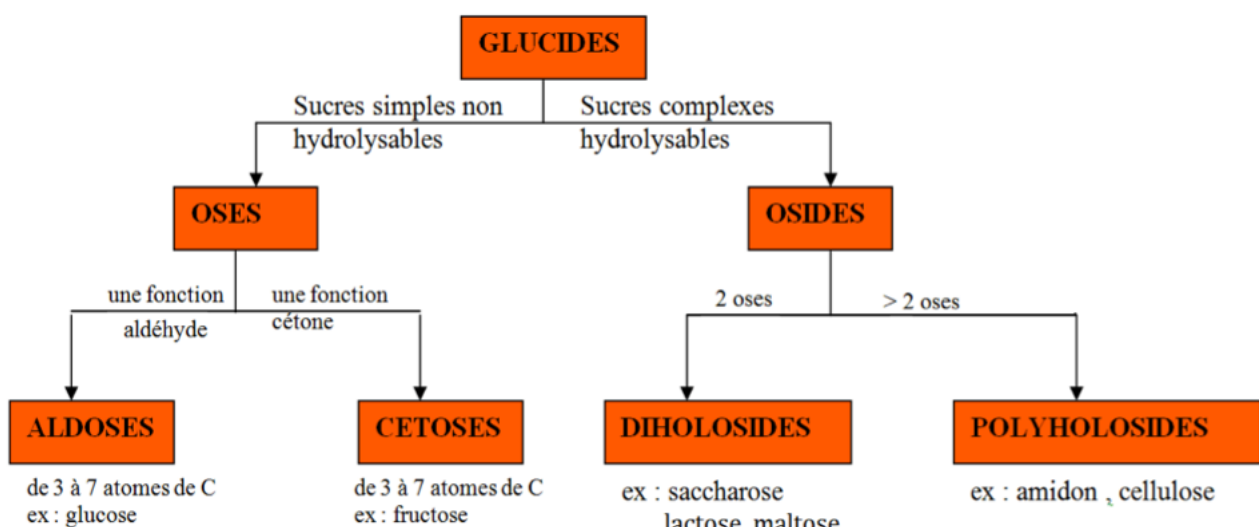 GLUCIDES
Sucres simples non
hydrolysables
Sucres complexes
hydrolysables
OSES
OSIDES
une fonction
aldéhyde
une fonction
cétone
2 oses
> 2 oses
ALDOSES
CETOSES
DIHOLOSIDES
POLYHOLOSIDES
de 3 à 7 atomes de C
ex : glucose
de 3 à 7 atomes de C
ex : fructose
ex : saccharose
lactose, maltose
ex : amidon , cellulose